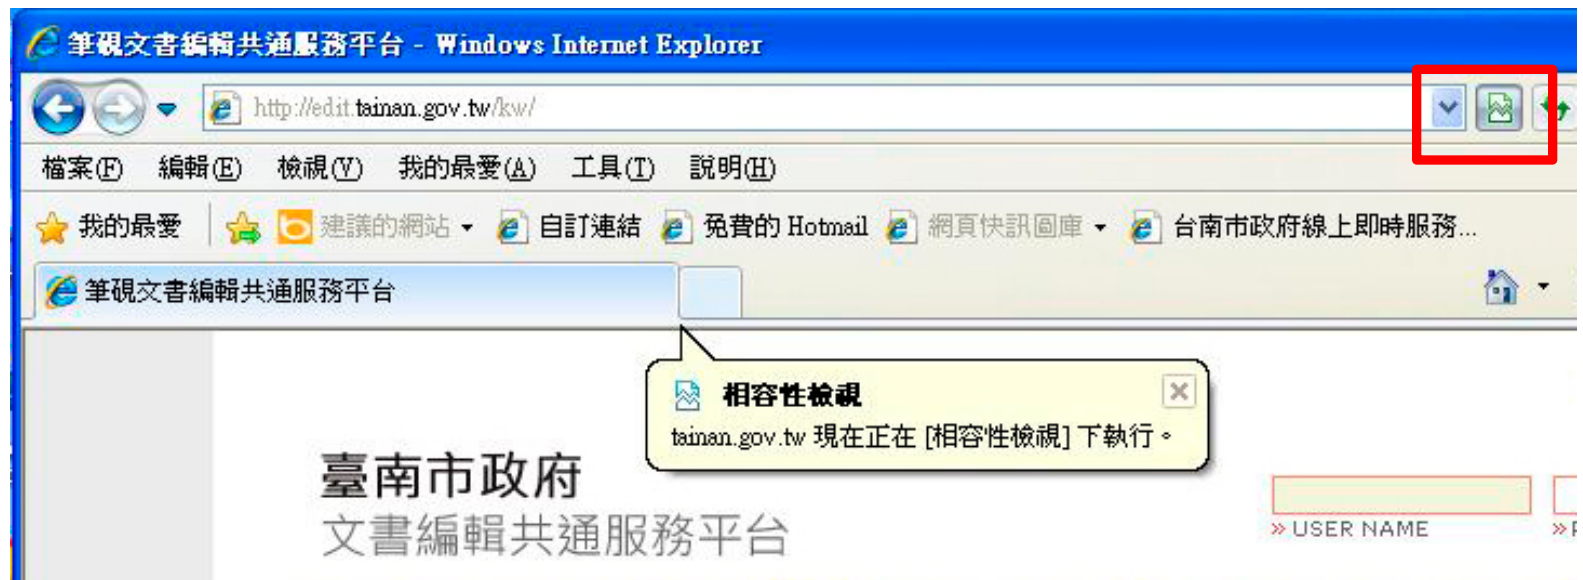 筆硯文書編輯共通服務平台 - Windows Internet Explorer
http://edit.tainan.gov.tw/kw/
檔案(F) 編輯(E) 檢視(V) 我的最愛(A) 工具(T) 說明(H)
我的最愛 建議的網站 自訂連結 免費的 Hotmail 網頁快訊圖庫 台南市政府線上即時服務...
筆硯文書編輯共通服務平台
相容性檢視
tainan.gov.tw 現在正在 [相容性檢視] 下執行。
臺南市政府
文書編輯共通服務平台
» USER NAME